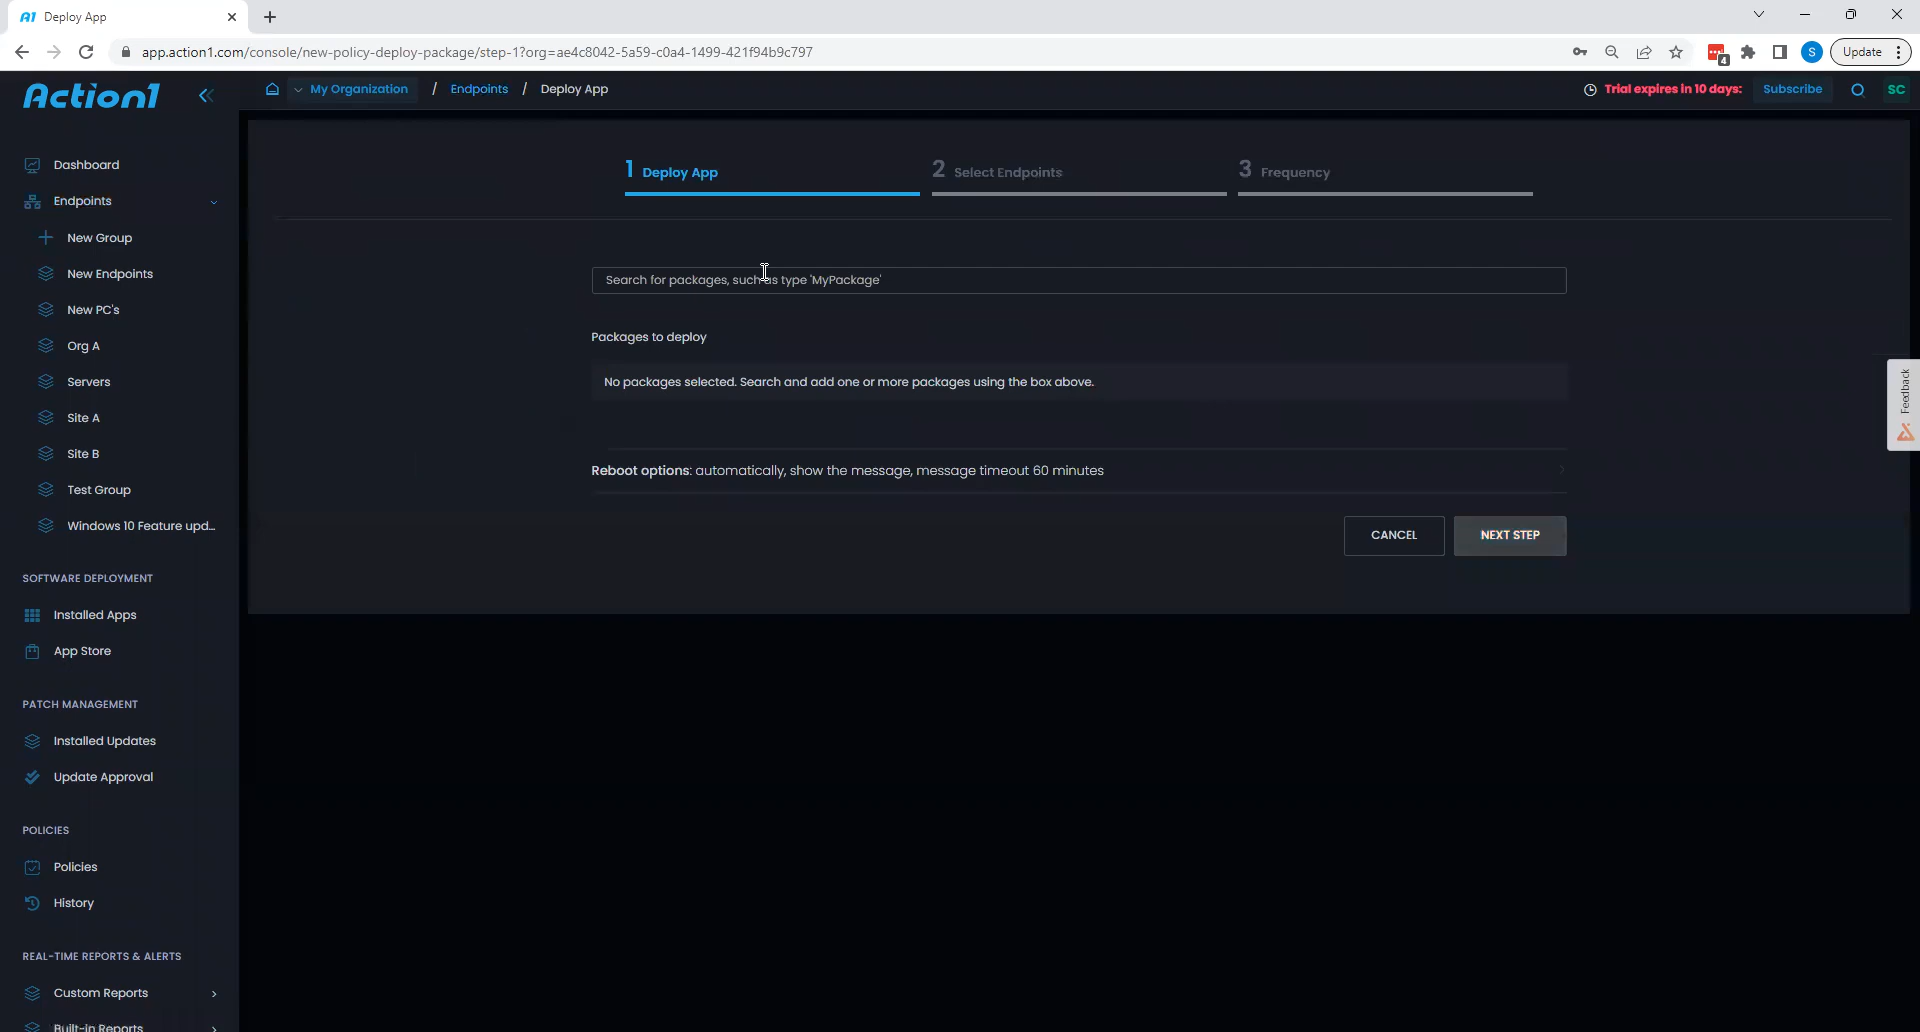 A1 Deploy App
app.action1.com/console/new-policy-deploy-package/step-1?org=ae4c8042-5a59-c0a4-1499-421f94b9c797
4
S
Update
Action1
My Organization / Endpoints / Deploy App
Trial expires in 10 days:
Subscribe
SC
Dashboard
Endpoints
New Group
New Endpoints
New PC's
Org A
Servers
Site A
Site B
Test Group
Windows 10 Feature upd...
SOFTWARE DEPLOYMENT
Installed Apps
App Store
PATCH MANAGEMENT
Installed Updates
Update Approval
POLICIES
Policies
History
REAL-TIME REPORTS & ALERTS
Custom Reports
Built-in Reports
1 Deploy App
2 Select Endpoints
3 Frequency
Search for packages, such as type 'MyPackage'
Packages to deploy
No packages selected. Search and add one or more packages using the box above.
Reboot options: automatically, show the message, message timeout 60 minutes
CANCEL
NEXT STEP
Feedback